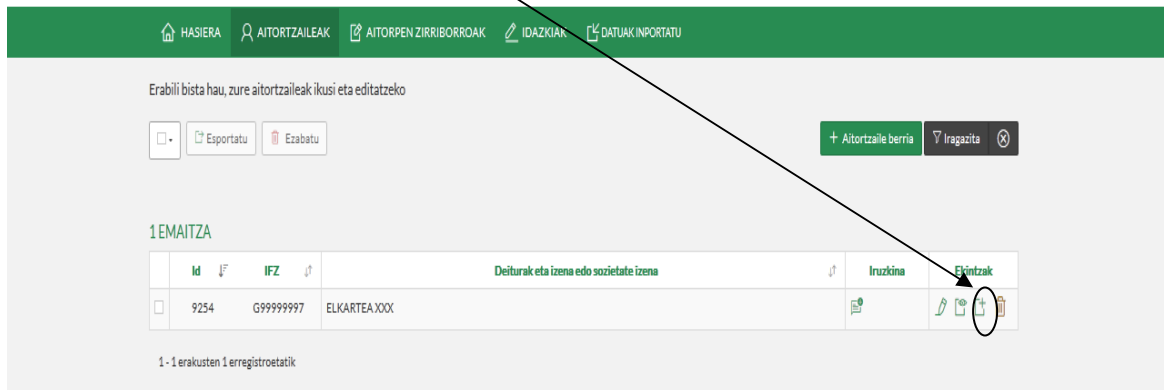 HASIERA AITORTZAILEAK AITORPEN ZIRRIBORROAK IDAZKIAK DATUAK INPORTATU
Erabili bista hau, zure aitortzaileak ikusi eta editatzeko
Esportatu Ezabatu + Aitortzaile berria Iragazita
1 EMAITZA
Id IFZ Deiturak eta izena edo sozietate izena Iruzkina Ekintzak
9254 G99999997 ELKARTEA XXX
1 - 1 erakusten 1 erregistroetatik